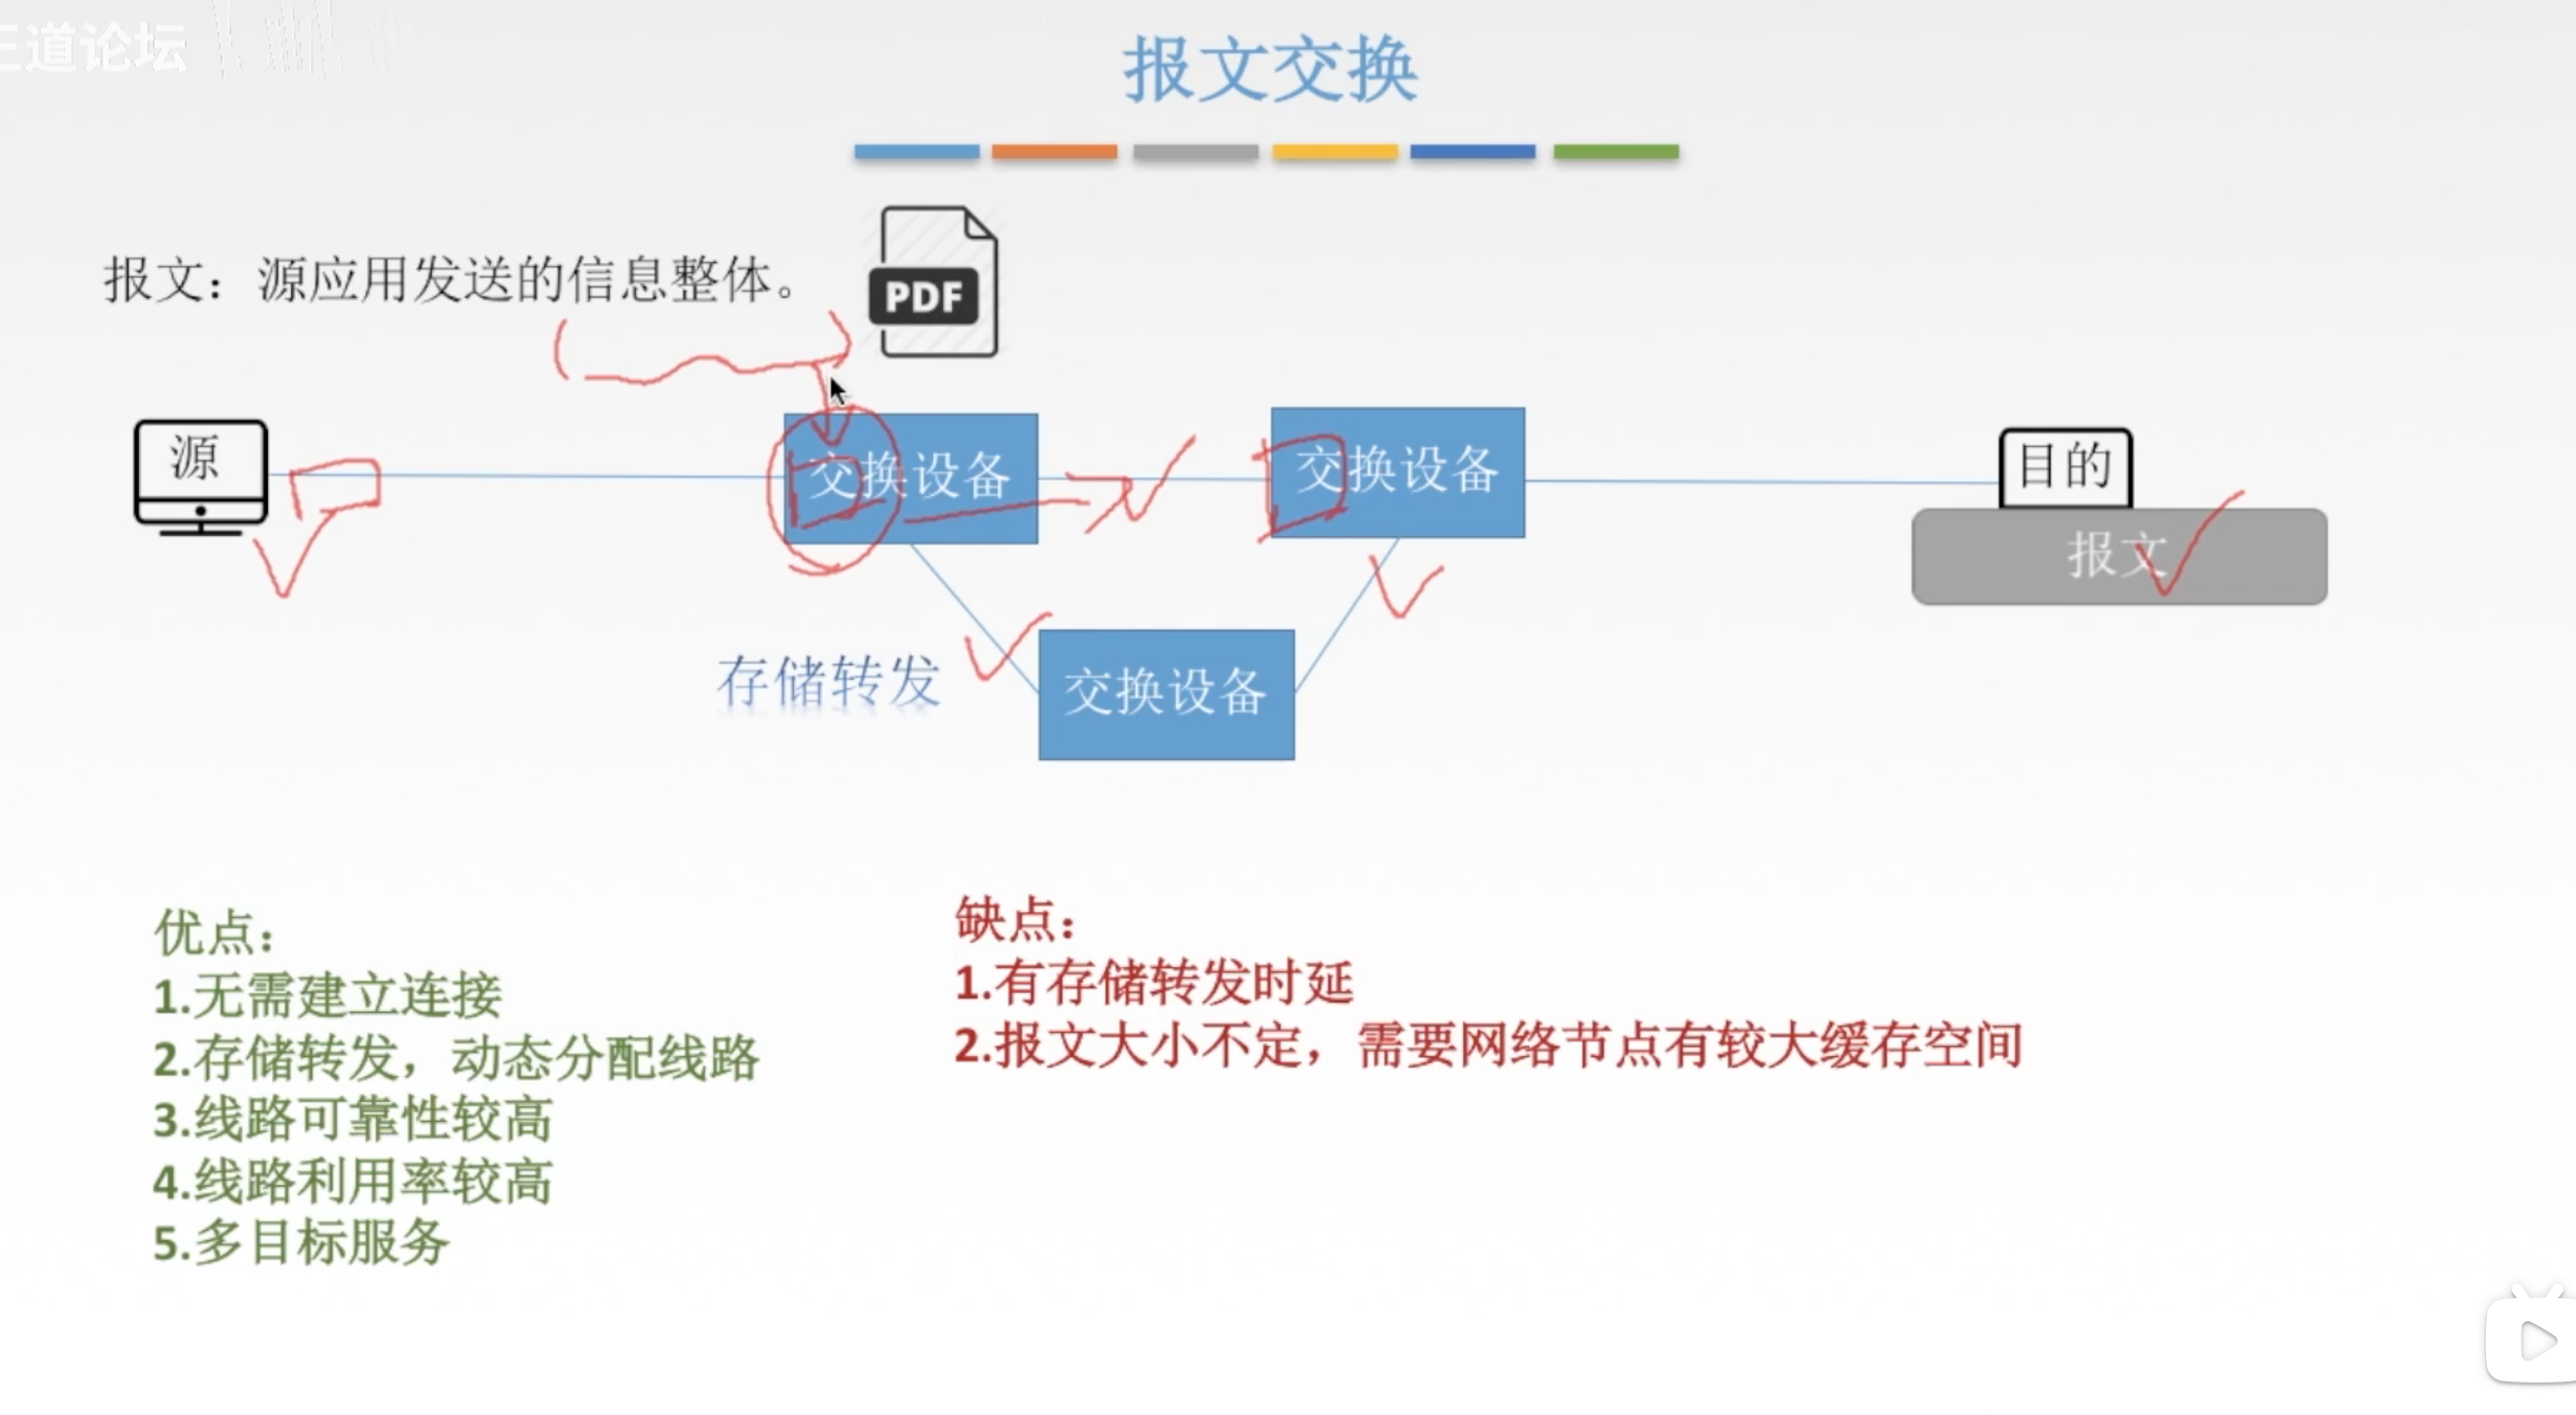 道论坛
报文交换
报文：源应用发送的信息整体。
PDF
源
交换设备
交换设备
目的
报文
存储转发
交换设备
优点：
1.无需建立连接
2.存储转发，动态分配线路
3.线路可靠性较高
4.线路利用率较高
5.多目标服务
缺点：
1.有存储转发时延
2.报文大小不定，需要网络节点有较大缓存空间